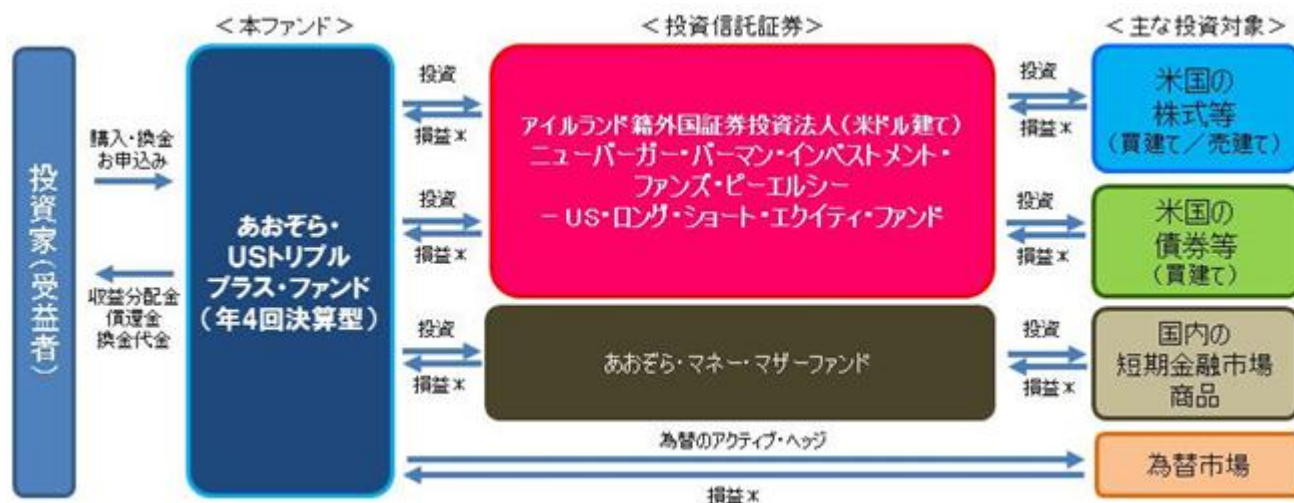 ＜本ファンド＞
＜投資信託証券＞
＜主な投資対象＞
投資家（受益者）
購入・換金
お申込み
収益分配金
償還金
換金代金
あおぞら・
USトリプル
プラス・ファンド
（年4回決算型）
投資
損益＊
投資
損益＊
投資
損益＊
アイルランド籍外国証券投資法人（米ドル建て）
ニューバーガー・バーマン・インベストメント・
ファンズ・ピーエルシー
－US・ロング・ショート・エクイティ・ファンド
あおぞら・マネー・マザーファンド
投資
損益＊
投資
損益＊
投資
損益＊
米国の
株式等
（買建て／売建て）
米国の
債券等
（買建て）
国内の
短期金融市場
商品
為替のアクティブ・ヘッジ
損益＊
為替市場